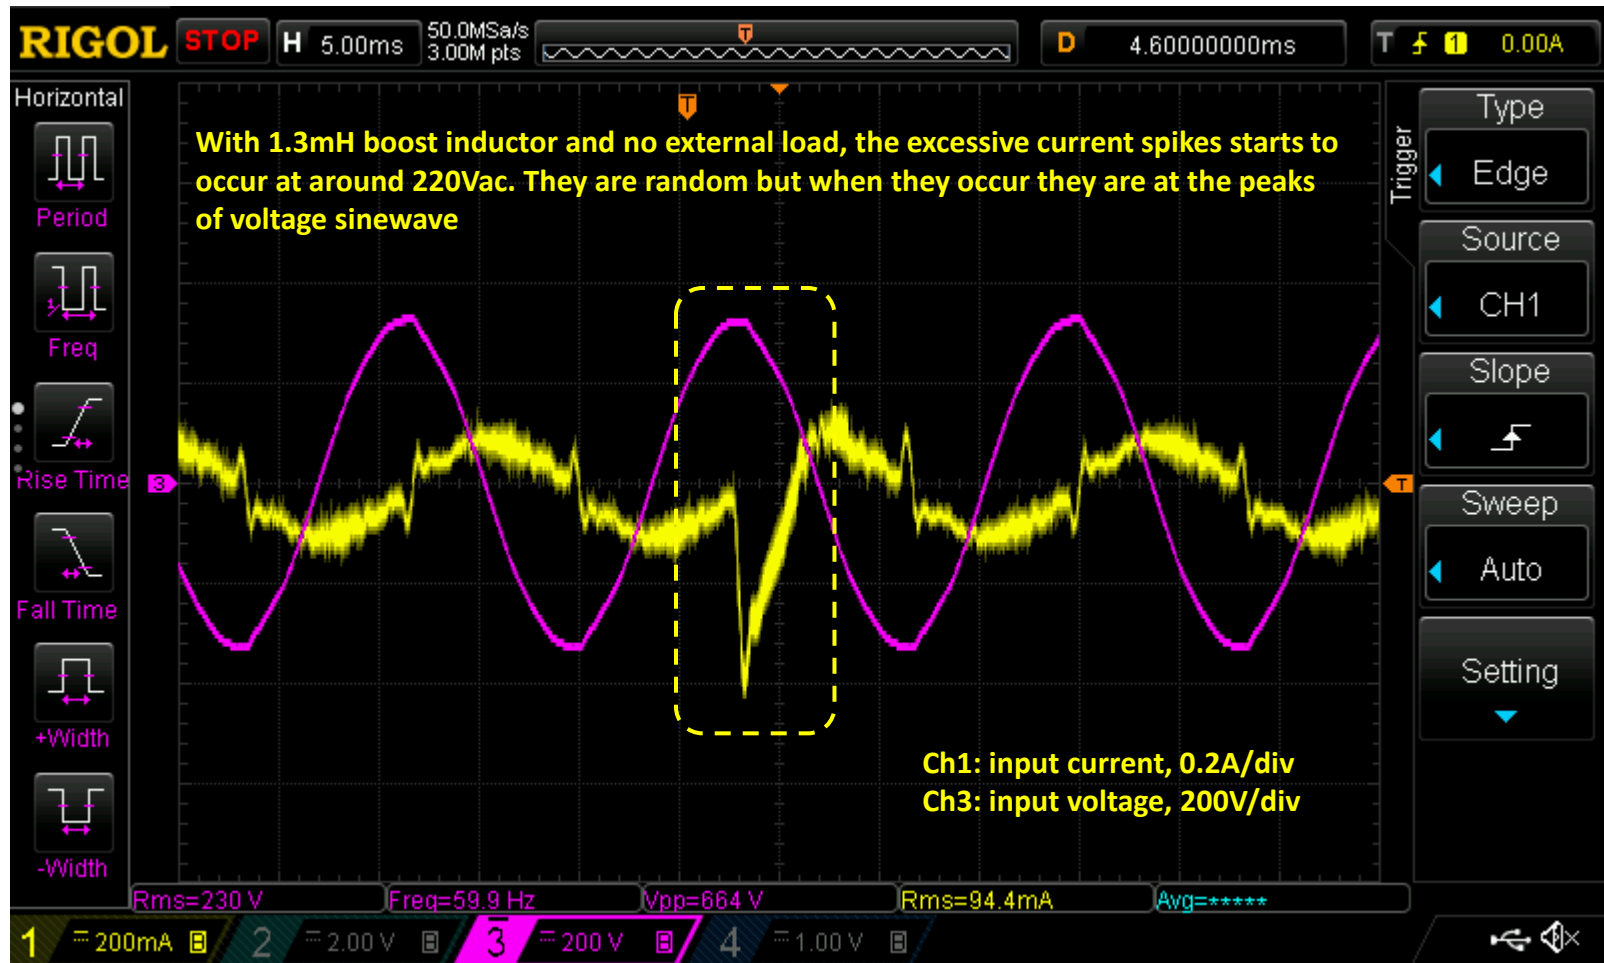 RIGOL STOP H 5.00ms 50.0MSa/s 3.00M pts T D 4.60000000ms T 1 0.00A
Horizontal
T
With 1.3mH boost inductor and no external load, the excessive current spikes starts to
occur at around 220Vac. They are random but when they occur they are at the peaks
of voltage sinewave
Period
1/
Freq
Rise Time
Fall Time
+Width
-Width
3
T
Ch1: input current, 0.2A/div
Ch3: input voltage, 200V/div
Trigger
Type
Edge
Source
CH1
Slope
Sweep
Auto
Setting
Rms=230 V Freq=59.9 Hz Vpp=664 V Rms=94.4mA Avg=*****
1 200mA B 2 2.00 V B 3 200 V B 4 1.00 V B